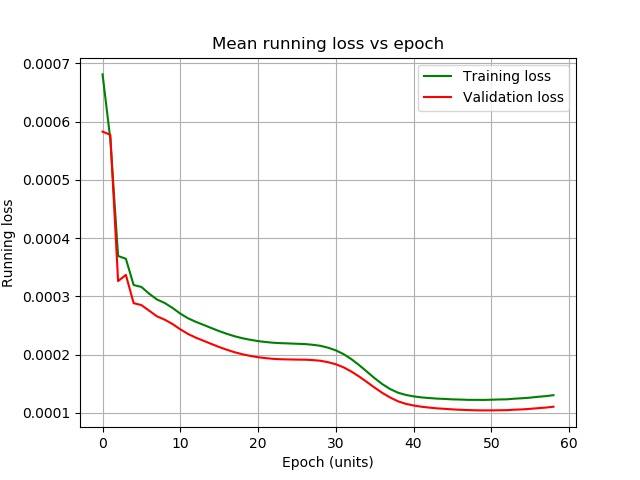 Mean running loss vs epoch
0.0007
0.0006
0.0005
0.0004
0.0003
0.0002
0.0001
Running loss
Training loss
Validation loss
0 10 20 30 40 50 60
Epoch (units)